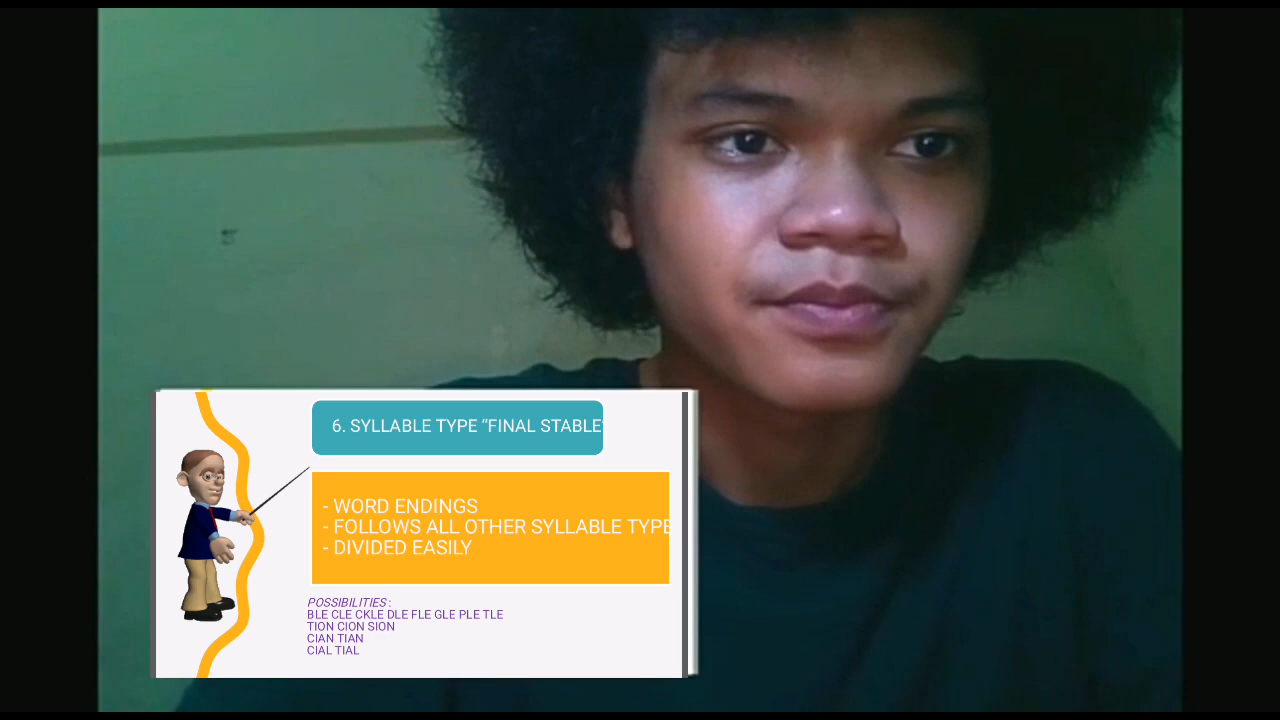 6. SYLLABLE TYPE “FINAL STABLE”
- WORD ENDINGS
- FOLLOWS ALL OTHER SYLLABLE TYPE
- DIVIDED EASILY
POSSIBILITIES :
BLE CLE CKLE DLE FLE GLE PLE TLE
TION CION SION
CIAN TIAN
CIAL TIAL